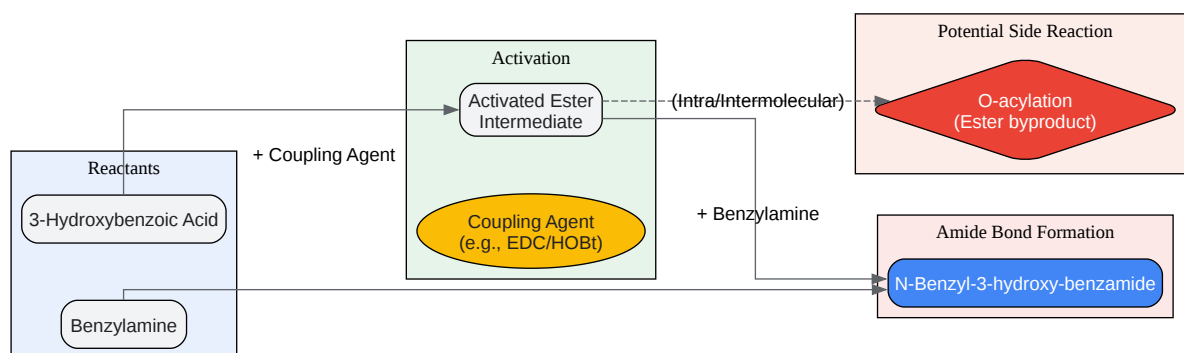 Potential Side Reaction
O-acylation
(Ester byproduct)
Activation
Activated Ester
Intermediate
(Intra/Intermolecular)
+ Coupling Agent
Reactants
3-Hydroxybenzoic Acid
Coupling Agent
(e.g., EDC/HOBt)
+ Benzylamine
Amide Bond Formation
N-Benzyl-3-hydroxy-benzamide
Benzylamine